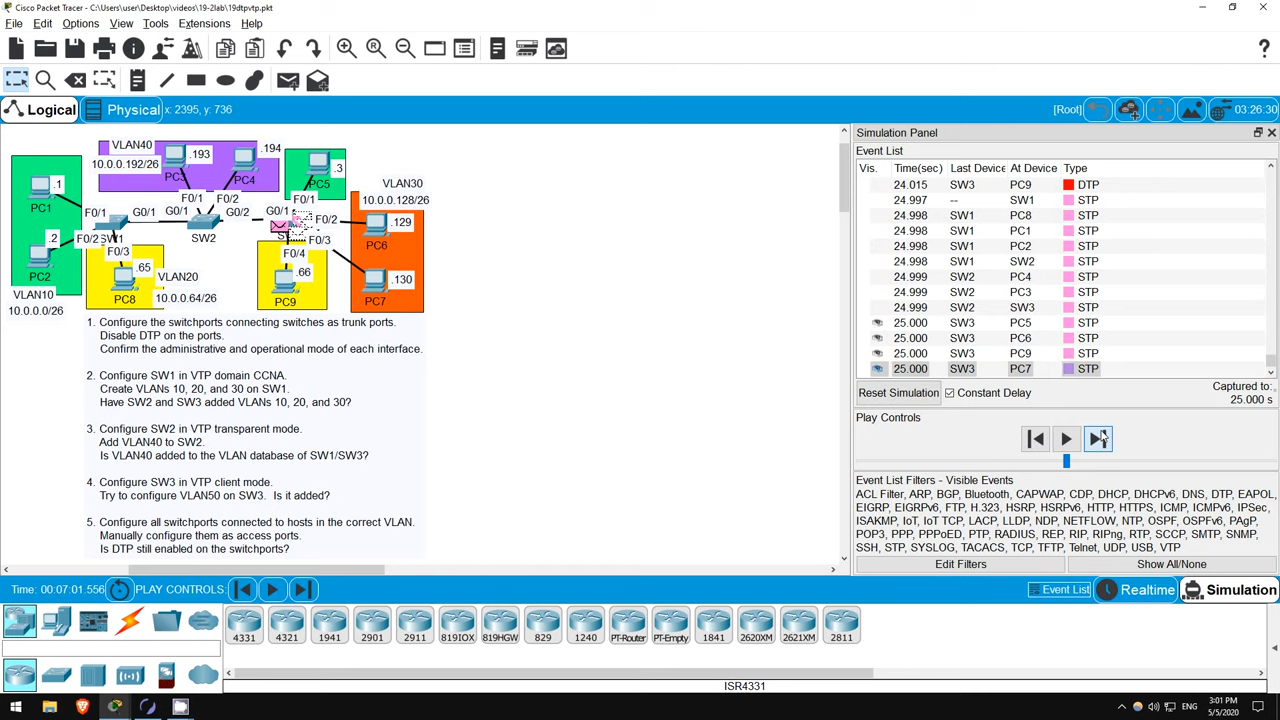 Cisco Packet Tracer - C:\Users\user\Desktop\videos\19-2lab\19dtpvtp.pkt
File Edit Options View Tools Extensions Help
Logical Physical x: 2395, y: 736 [Root] 03:26:30
VLAN40
10.0.0.192/26
.193
.194
PC3
PC4
.3
PC5
VLAN30
10.0.0.128/26
.1
PC1
F0/1
F0/2
F0/1
F0/1
G0/1
G0/1
G0/2
G0/1
F0/2
.129
PC6
.2
F0/2
SW1
SW2
F0/3
F0/3
F0/4
PC2
.65
VLAN20
.66
.130
VLAN10
PC8
10.0.0.64/26
PC9
PC7
10.0.0.0/26
1. Configure the switchports connecting switches as trunk ports.
Disable DTP on the ports.
Confirm the administrative and operational mode of each interface.
2. Configure SW1 in VTP domain CCNA.
Create VLANs 10, 20, and 30 on SW1.
Have SW2 and SW3 added VLANs 10, 20, and 30?
3. Configure SW2 in VTP transparent mode.
Add VLAN40 to SW2.
Is VLAN40 added to the VLAN database of SW1/SW3?
4. Configure SW3 in VTP client mode.
Try to configure VLAN50 on SW3.  Is it added?
5. Configure all switchports connected to hosts in the correct VLAN.
Manually configure them as access ports.
Is DTP still enabled on the switchports?
Simulation Panel
Event List
Vis. Time(sec) Last Device At Device Type
24.015 SW3 PC9 DTP
24.997 -- SW1 STP
24.998 SW1 PC8 STP
24.998 SW1 PC1 STP
24.998 SW1 PC2 STP
24.998 SW1 SW2 STP
24.999 SW2 PC4 STP
24.999 SW2 PC3 STP
24.999 SW2 SW3 STP
25.000 SW3 PC5 STP
25.000 SW3 PC6 STP
25.000 SW3 PC9 STP
25.000 SW3 PC7 STP
Reset Simulation Constant Delay Captured to:
25.000 s
Play Controls
Event List Filters - Visible Events
ACL Filter, ARP, BGP, Bluetooth, CAPWAP, CDP, DHCP, DHCPv6, DNS, DTP, EAPOL,
EIGRP, EIGRPv6, FTP, H.323, HSRP, HSRPv6, HTTP, HTTPS, ICMP, ICMPv6, IPSec,
ISAKMP, IoT, IoT TCP, LACP, LLDP, NDP, NETFLOW, NTP, OSPF, OSPFv6, PAgP,
POP3, PPP, PPPoED, PTP, RADIUS, REP, RIP, RIPng, RTP, SCCP, SMTP, SNMP,
SSH, STP, SYSLOG, TACACS, TCP, TFTP, Telnet, UDP, USB, VTP
Edit Filters Show All/None
Time: 00:07:01.556 PLAY CONTROLS: Event List Realtime Simulation
4331 4321 1941 2901 2911 819IOX 819HGW 829 1240 PT-Router PT-Empty 1841 2620XM 2621XM 2811
ISR4331
ENG 3:01 PM
5/5/2020